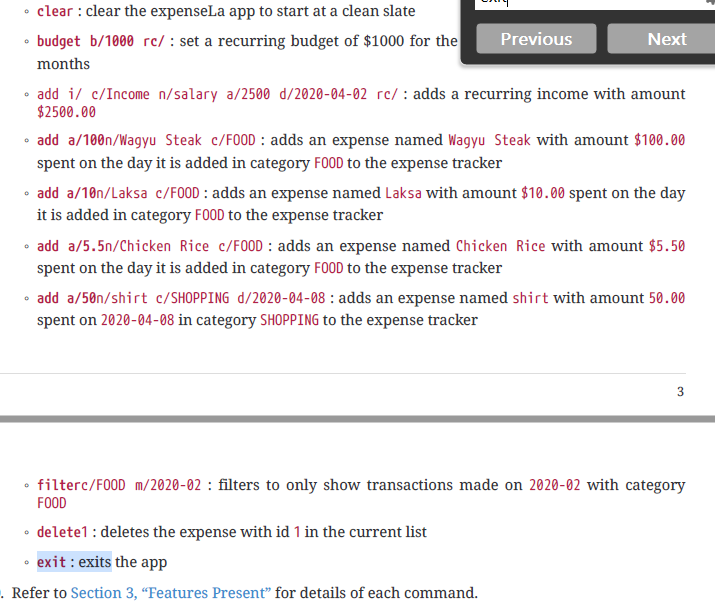 ◦ clear : clear the expenseLa app to start at a clean slate
exit
Previous Next
◦ budget b/1000 rc/ : set a recurring budget of $1000 for the
months
◦ add i/ c/Income n/salary a/2500 d/2020-04-02 rc/ : adds a recurring income with amount
$2500.00
◦ add a/100n/Wagyu Steak c/FOOD : adds an expense named Wagyu Steak with amount $100.00
spent on the day it is added in category FOOD to the expense tracker
◦ add a/10n/Laksa c/FOOD : adds an expense named Laksa with amount $10.00 spent on the day
it is added in category FOOD to the expense tracker
◦ add a/5.5n/Chicken Rice c/FOOD : adds an expense named Chicken Rice with amount $5.50
spent on the day it is added in category FOOD to the expense tracker
◦ add a/50n/shirt c/SHOPPING d/2020-04-08 : adds an expense named shirt with amount 50.00
spent on 2020-04-08 in category SHOPPING to the expense tracker
3
◦ filterc/FOOD m/2020-02 : filters to only show transactions made on 2020-02 with category
FOOD
◦ delete1 : deletes the expense with id 1 in the current list
◦ exit : exits the app
. Refer to Section 3, “Features Present” for details of each command.